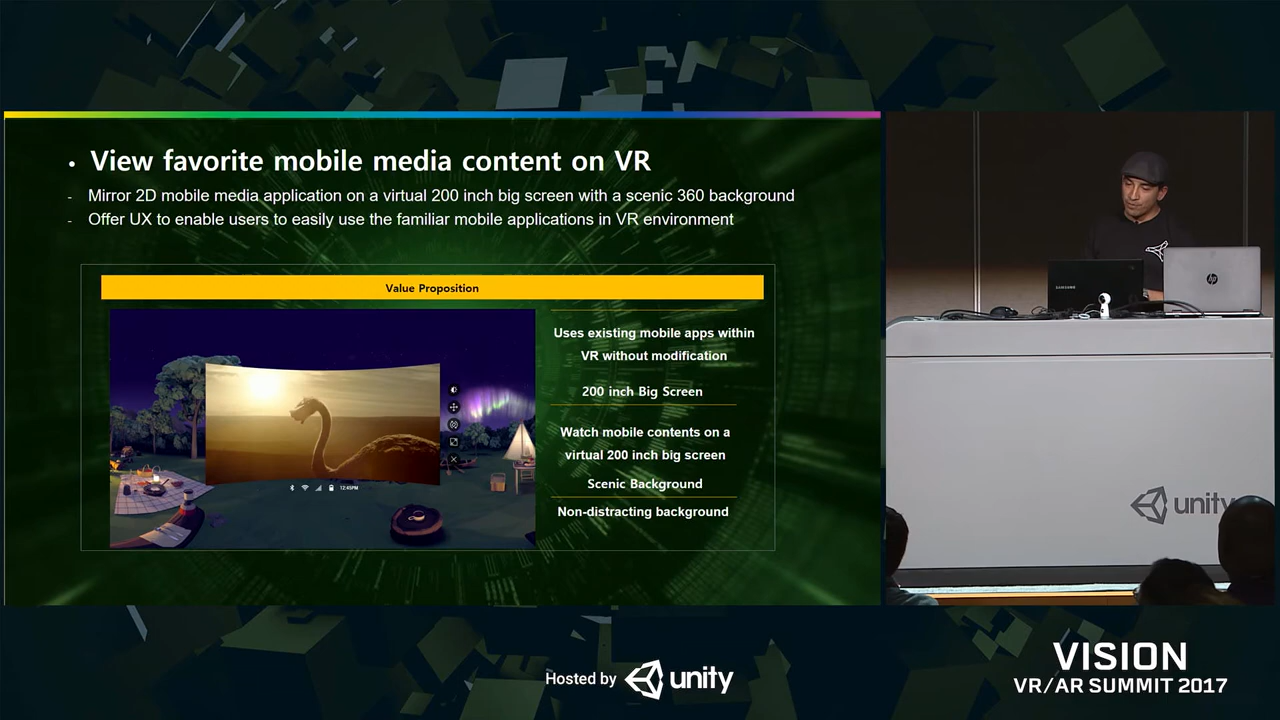 • View favorite mobile media content on VR
- Mirror 2D mobile media application on a virtual 200 inch big screen with a scenic 360 background
- Offer UX to enable users to easily use the familiar mobile applications in VR environment
Value Proposition
Uses existing mobile apps within
VR without modification
200 inch Big Screen
Watch mobile contents on a
virtual 200 inch big screen
Scenic Background
Non-distracting background
12:45PM
SAMSUNG
hp
unity
Hosted by unity
VISION
VR/AR SUMMIT 2017